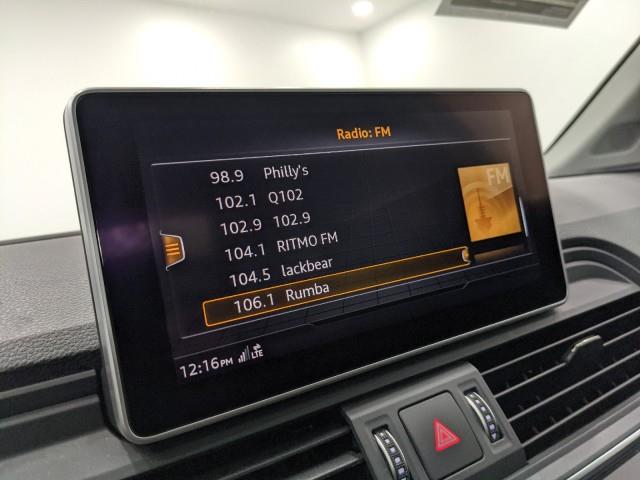 Radio: FM
98.9 Philly's
102.1 Q102
102.9 102.9
104.1 RITMO FM
104.5 lackbear
106.1 Rumba
FM
12:16PM LTE